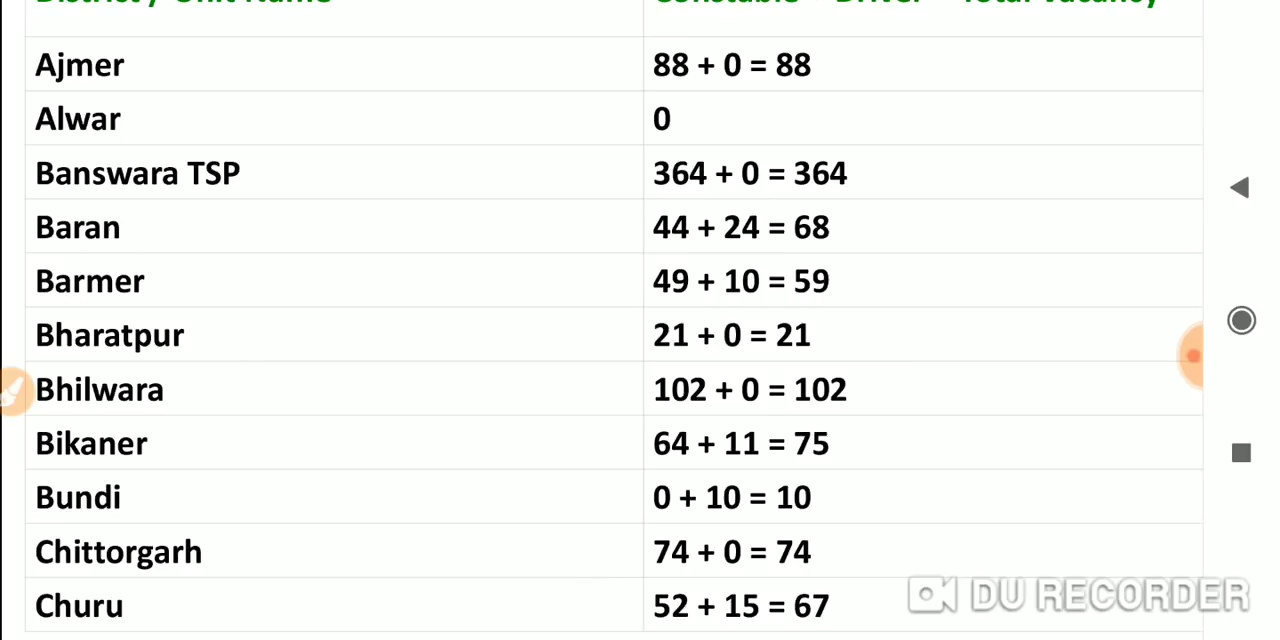 District / Unit Name Constable + Driver = Total Vacancy
Ajmer 88 + 0 = 88
Alwar 0
Banswara TSP 364 + 0 = 364
Baran 44 + 24 = 68
Barmer 49 + 10 = 59
Bharatpur 21 + 0 = 21
Bhilwara 102 + 0 = 102
Bikaner 64 + 11 = 75
Bundi 0 + 10 = 10
Chittorgarh 74 + 0 = 74
Churu 52 + 15 = 67
DU RECORDER